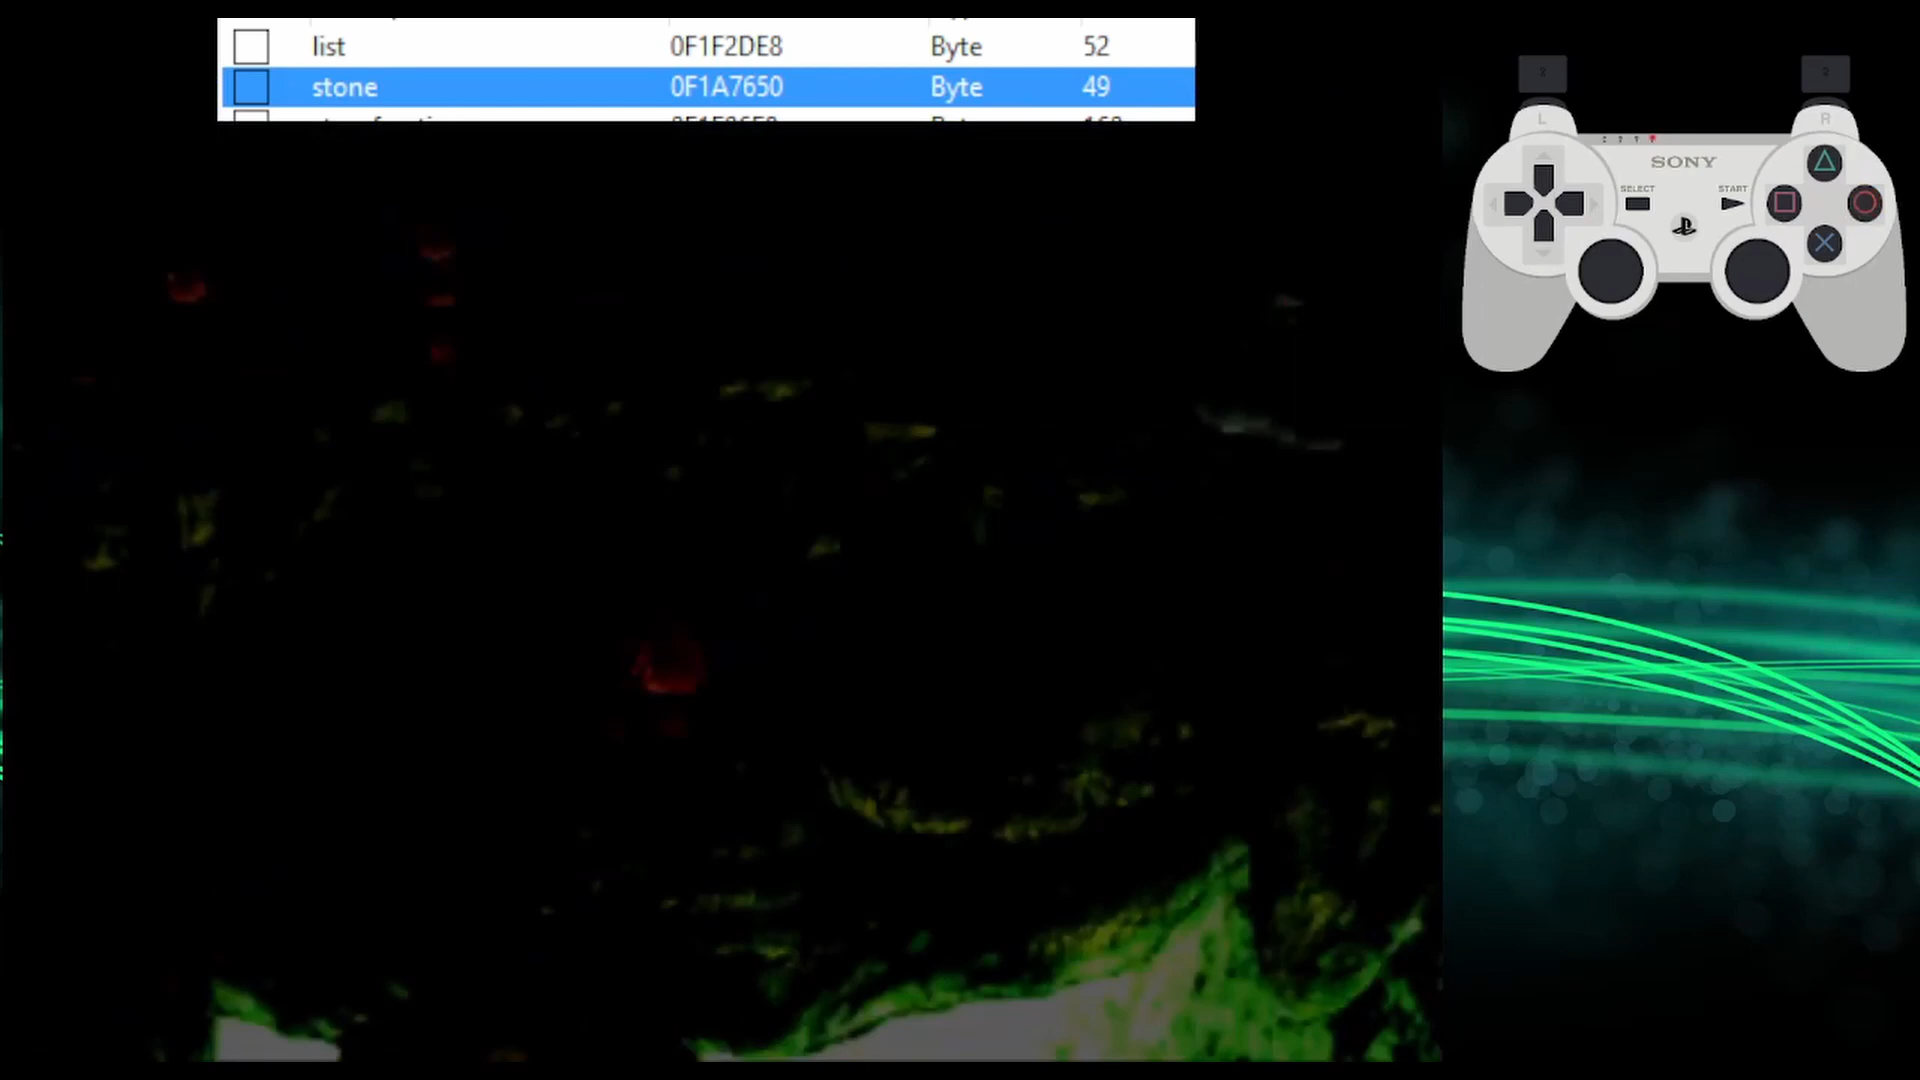 list 0F1F2DE8 Byte 52
stone 0F1A7650 Byte 49
L R
SONY
SELECT START